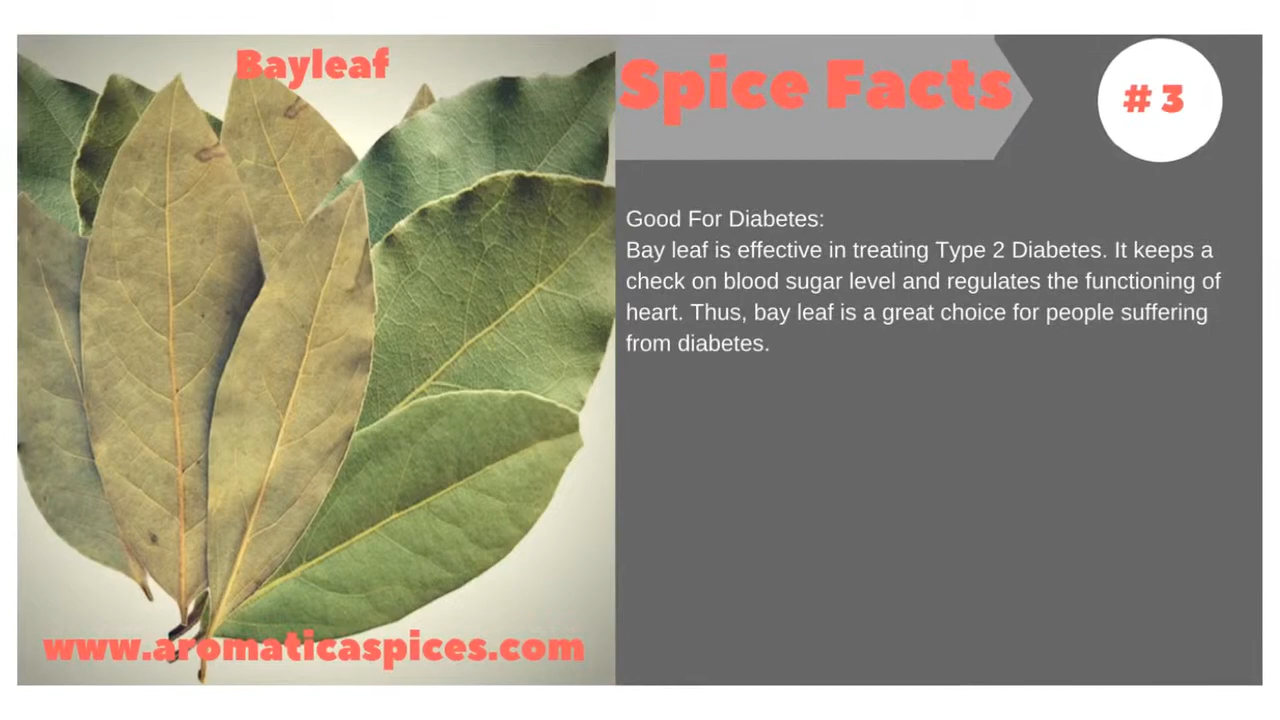 Bayleaf
Spice Facts
# 3
Good For Diabetes:
Bay leaf is effective in treating Type 2 Diabetes. It keeps a
check on blood sugar level and regulates the functioning of
heart. Thus, bay leaf is a great choice for people suffering
from diabetes.
www.aromaticaspices.com